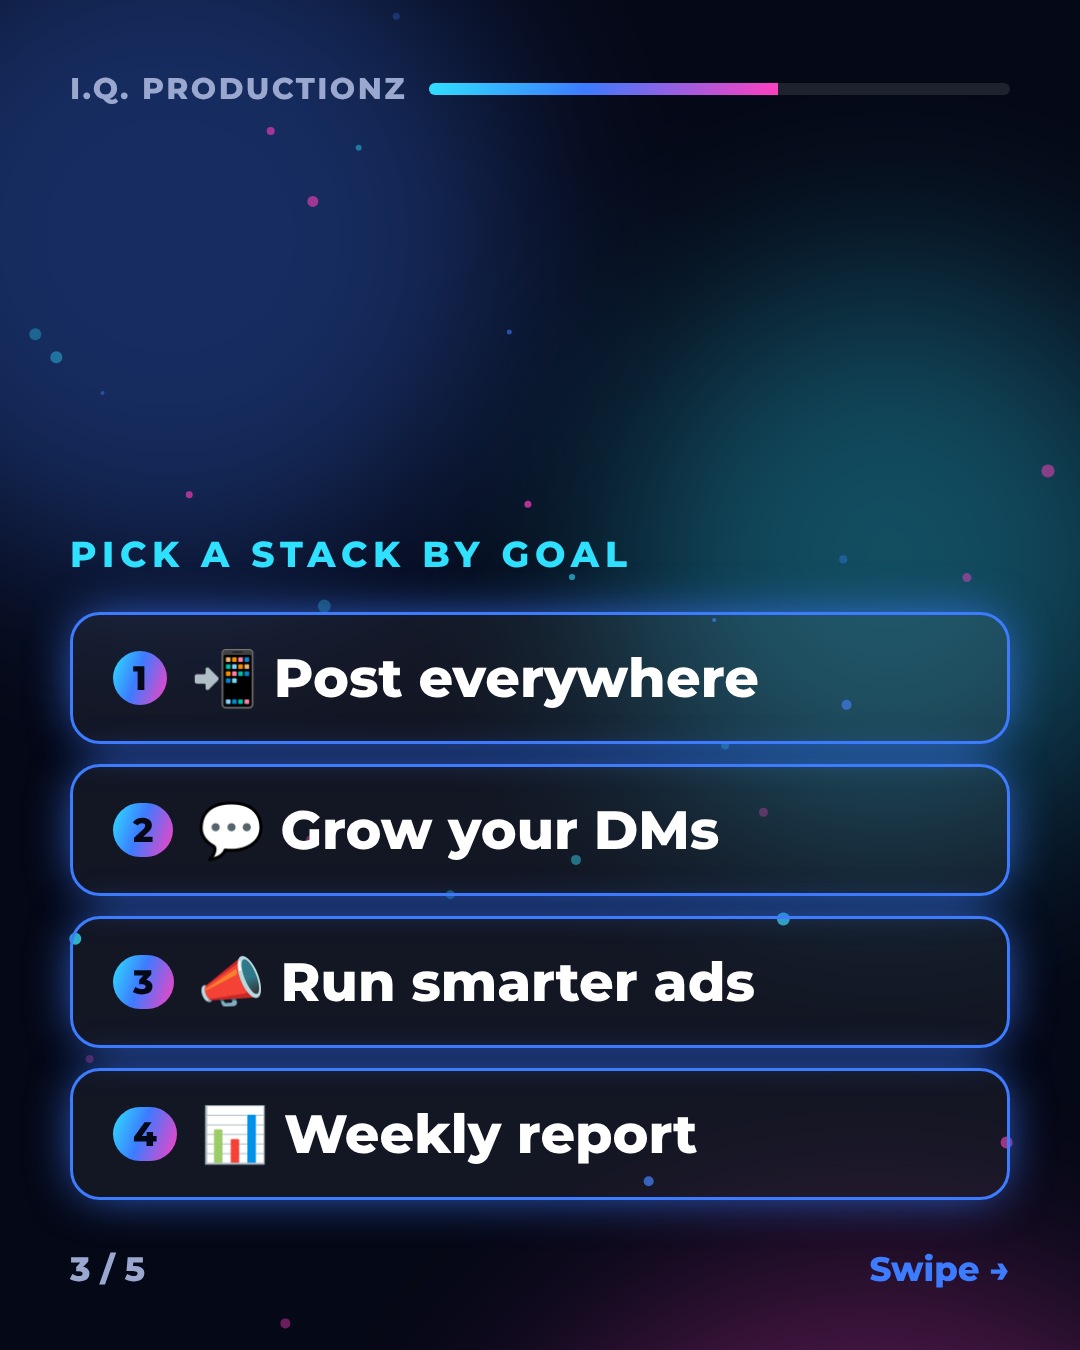 I.Q. PRODUCTIONZ
PICK A STACK BY GOAL
1 📲 Post everywhere
2 💬 Grow your DMs
3 📣 Run smarter ads
4 📊 Weekly report
3 / 5
Swipe →